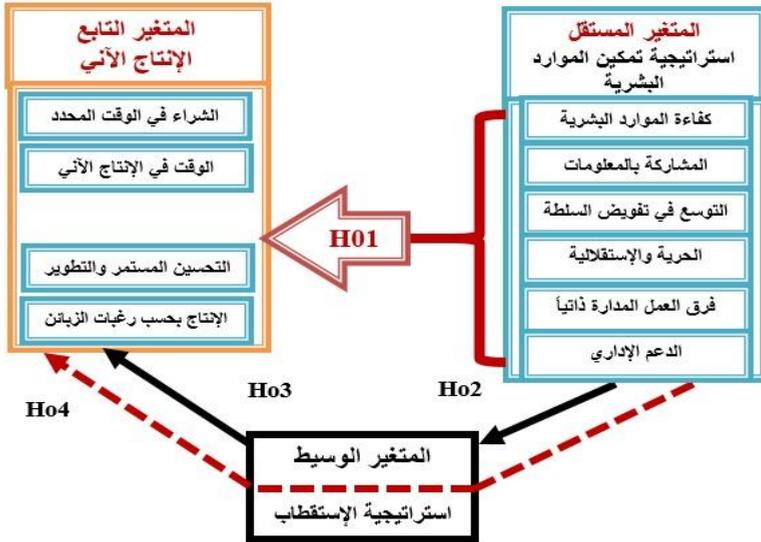 المتغير المستقل
استراتيجية تمكين الموارد
البشرية
كفاءة الموارد البشرية
المشاركة بالمعلومات
التوسع في تفويض السلطة
الحرية والإستقلالية
فرق العمل المدارة ذاتياً
الدعم الإداري
H01
المتغير التابع
الإنتاج الآني
الشراء في الوقت المحدد
الوقت في الإنتاج الآني
التحسين المستمر والتطوير
الإنتاج بحسب رغبات الزبائن
Ho2
Ho3
Ho4
المتغير الوسيط
استراتيجية الإستقطاب